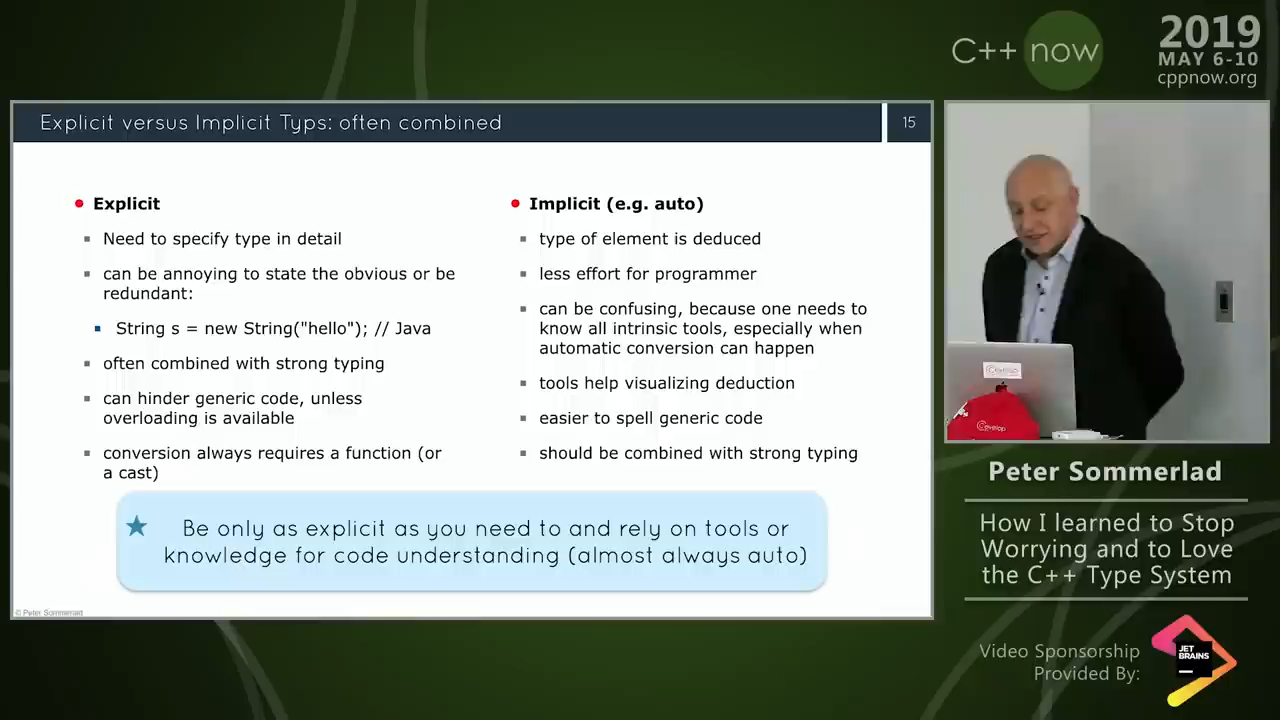 C++ now
2019
MAY 6-10
cppnow.org
Explicit versus Implicit Typs: often combined
15
Explicit
Need to specify type in detail
can be annoying to state the obvious or be
redundant:
String s = new String("hello"); // Java
often combined with strong typing
can hinder generic code, unless
overloading is available
conversion always requires a function (or
a cast)
Implicit (e.g. auto)
type of element is deduced
less effort for programmer
can be confusing, because one needs to
know all intrinsic tools, especially when
automatic conversion can happen
tools help visualizing deduction
easier to spell generic code
should be combined with strong typing
Be only as explicit as you need to and rely on tools or
knowledge for code understanding (almost always auto)
© Peter Sommerlad
Peter Sommerlad
How I learned to Stop
Worrying and to Love
the C++ Type System
Video Sponsorship
Provided By:
JET
BRAINS